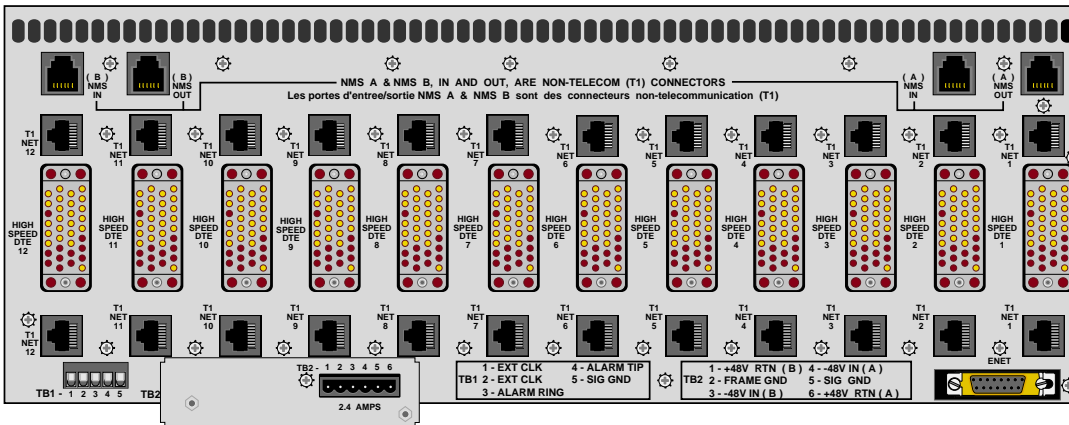 ( B )
NMS
IN
( B )
NMS
OUT
NMS A & NMS B, IN AND OUT, ARE NON-TELECOM (T1) CONNECTORS
Les portes d'entree/sortie NMS A & NMS B sont des connecteurs non-telecommunication (T1)
( A )
NMS
IN
( A )
NMS
OUT
T1
NET
12
T1
NET
11
T1
NET
10
T1
NET
9
T1
NET
8
T1
NET
7
T1
NET
6
T1
NET
5
T1
NET
4
T1
NET
3
T1
NET
2
T1
NET
1
HIGH
SPEED
DTE
12
HIGH
SPEED
DTE
11
HIGH
SPEED
DTE
10
HIGH
SPEED
DTE
9
HIGH
SPEED
DTE
8
HIGH
SPEED
DTE
7
HIGH
SPEED
DTE
6
HIGH
SPEED
DTE
5
HIGH
SPEED
DTE
4
HIGH
SPEED
DTE
3
HIGH
SPEED
DTE
2
HIGH
SPEED
DTE
1
T1
NET
12
T1
NET
11
T1
NET
10
T1
NET
9
T1
NET
8
T1
NET
7
T1
NET
6
T1
NET
5
T1
NET
4
T1
NET
3
T1
NET
2
T1
NET
1
TB1 - 1 2 3 4 5
TB2
TB2 - 1 2 3 4 5 6
2.4 AMPS
TB1
1 - EXT CLK
2 - EXT CLK
3 - ALARM RING
4 - ALARM TIP
5 - SIG GND
TB2
1 - +48V RTN ( B )
2 - FRAME GND
3 - -48V IN ( B )
4 - -48V IN ( A )
5 - SIG GND
6 - +48V RTN ( A )
ENET